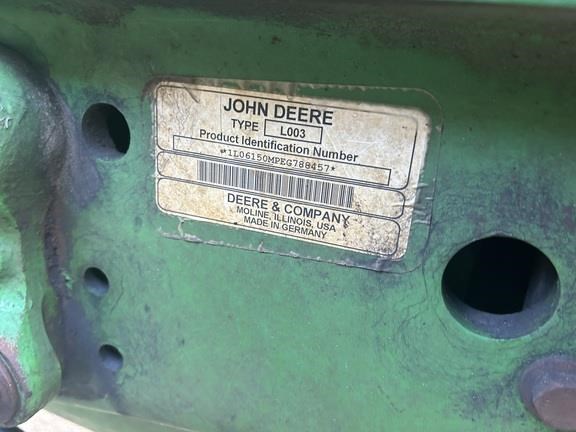 JOHN DEERE
TYPE L003
Product Identification Number
*1L06150MPEG788457*
DEERE & COMPANY
MOLINE, ILLINOIS, USA
MADE IN GERMANY